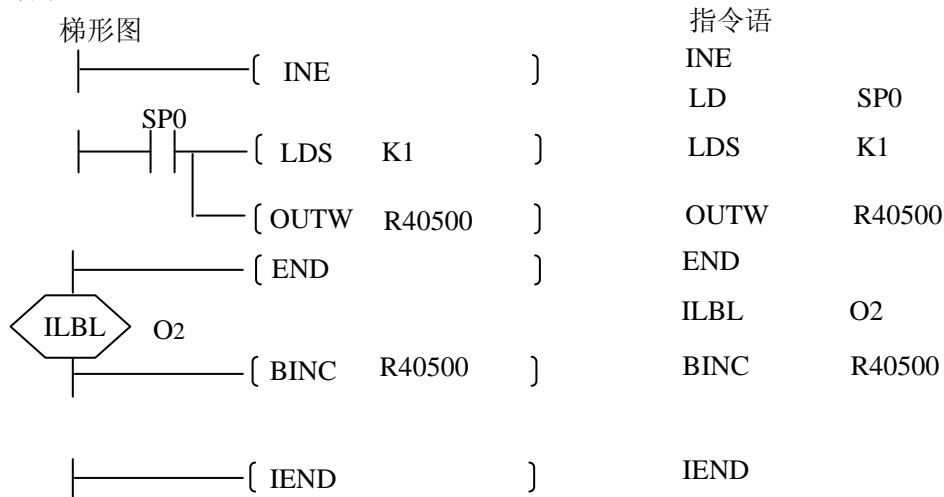 梯形图 指令语
[ INE ] INE
LD SP0
SP0
[ LDS K1 ] LDS K1
[ OUTW R40500 ] OUTW R40500
[ END ] END
ILBL O2 ILBL O2
[ BINC R40500 ] BINC R40500
[ IEND ] IEND